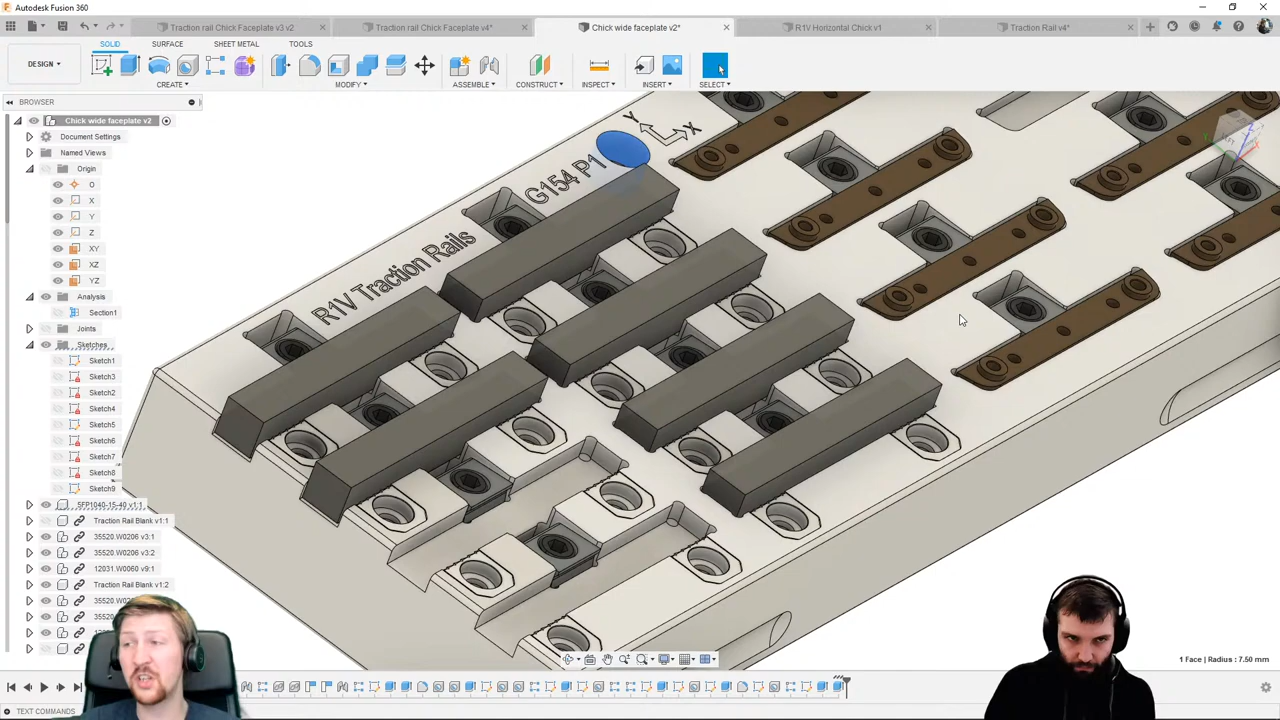 Autodesk Fusion 360
Traction rail Chick Faceplate v3 v2
Traction rail Chick Faceplate v4*
Chick wide faceplate v2*
R1V Horizontal Chick v1
Traction Rail v4*
SOLID
SURFACE
SHEET METAL
TOOLS
DESIGN
CREATE
MODIFY
ASSEMBLE
CONSTRUCT
INSPECT
INSERT
SELECT
BROWSER
Chick wide faceplate v2
Document Settings
Named Views
Origin
O
X
Y
Z
XY
XZ
YZ
Analysis
Section1
Joints
Sketches
Sketch1
Sketch3
Sketch2
Sketch4
Sketch5
Sketch6
Sketch7
Sketch8
Sketch9
SFP1040-15-40 v1:1
Traction Rail Blank v1:1
35520.W0206 v3:1
35520.W0206 v3:2
12031.W0060 v9:1
Traction Rail Blank v1:2
G154 P1
R1V Traction Rails
Y
X
1 Face | Radius : 7.50 mm
TEXT COMMANDS